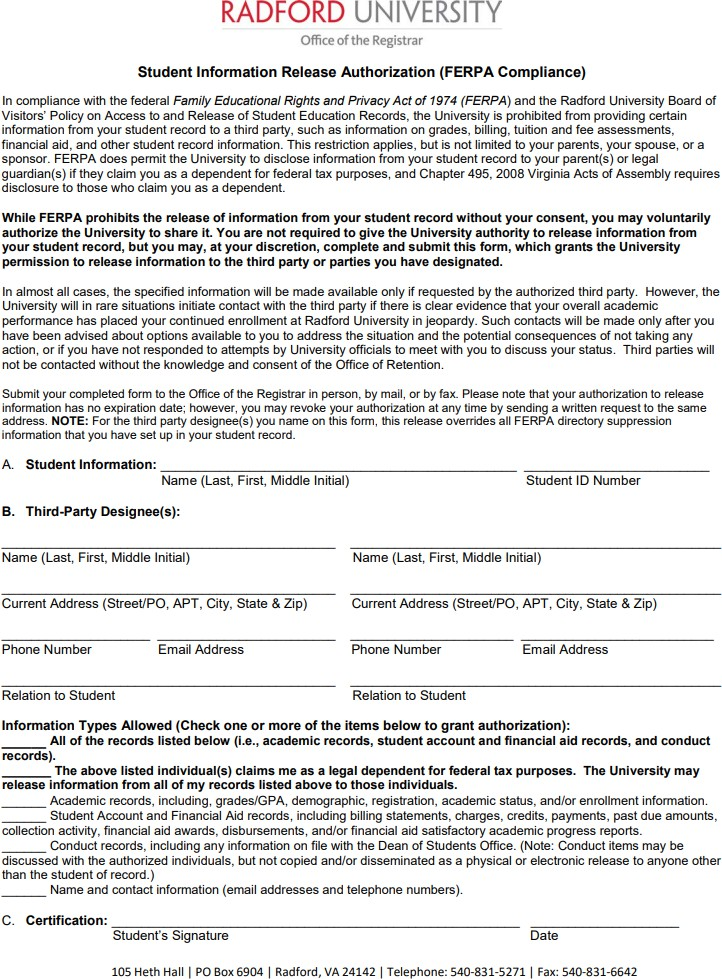 RADFORD UNIVERSITY
Office of the Registrar
Student Information Release Authorization (FERPA Compliance)
In compliance with the federal Family Educational Rights and Privacy Act of 1974 (FERPA) and the Radford University Board of
Visitors' Policy on Access to and Release of Student Education Records, the University is prohibited from providing certain
information from your student record to a third party, such as information on grades, billing, tuition and fee assessments,
financial aid, and other student record information. This restriction applies, but is not limited to your parents, your spouse, or a
sponsor. FERPA does permit the University to disclose information from your student record to your parent(s) or legal
guardian(s) if they claim you as a dependent for federal tax purposes, and Chapter 495, 2008 Virginia Acts of Assembly requires
disclosure to those who claim you as a dependent.
While FERPA prohibits the release of information from your student record without your consent, you may voluntarily
authorize the University to share it. You are not required to give the University authority to release information from
your student record, but you may, at your discretion, complete and submit this form, which grants the University
permission to release information to the third party or parties you have designated.
In almost all cases, the specified information will be made available only if requested by the authorized third party. However, the
University will in rare situations initiate contact with the third party if there is clear evidence that your overall academic
performance has placed your continued enrollment at Radford University in jeopardy. Such contacts will be made only after you
have been advised about options available to you to address the situation and the potential consequences of not taking any
action, or if you have not responded to attempts by University officials to meet with you to discuss your status. Third parties will
not be contacted without the knowledge and consent of the Office of Retention.
Submit your completed form to the Office of the Registrar in person, by mail, or by fax. Please note that your authorization to release
information has no expiration date; however, you may revoke your authorization at any time by sending a written request to the same
address. NOTE: For the third party designee(s) you name on this form, this release overrides all FERPA directory suppression
information that you have set up in your student record.
A. Student Information: ______________________________ ______________________
Name (Last, First, Middle Initial) Student ID Number
B. Third-Party Designee(s):
Name (Last, First, Middle Initial) Name (Last, First, Middle Initial)
Current Address (Street/PO, APT, City, State & Zip) Current Address (Street/PO, APT, City, State & Zip)
Phone Number Email Address Phone Number Email Address
Relation to Student Relation to Student
Information Types Allowed (Check one or more of the items below to grant authorization):
______ All of the records listed below (i.e., academic records, student account and financial aid records, and conduct
records).
______ The above listed individual(s) claims me as a legal dependent for federal tax purposes. The University may
release information from all of my records listed above to those individuals.
______ Academic records, including, grades/GPA, demographic, registration, academic status, and/or enrollment information.
______ Student Account and Financial Aid records, including billing statements, charges, credits, payments, past due amounts,
collection activity, financial aid awards, disbursements, and/or financial aid satisfactory academic progress reports.
______ Conduct records, including any information on file with the Dean of Students Office. (Note: Conduct items may be
discussed with the authorized individuals, but not copied and/or disseminated as a physical or electronic release to anyone other
than the student of record.)
______ Name and contact information (email addresses and telephone numbers).
C. Certification: ______________________________ ______________________
Student's Signature Date
105 Heth Hall | PO Box 6904 | Radford, VA 24142 | Telephone: 540-831-5271 | Fax: 540-831-6642